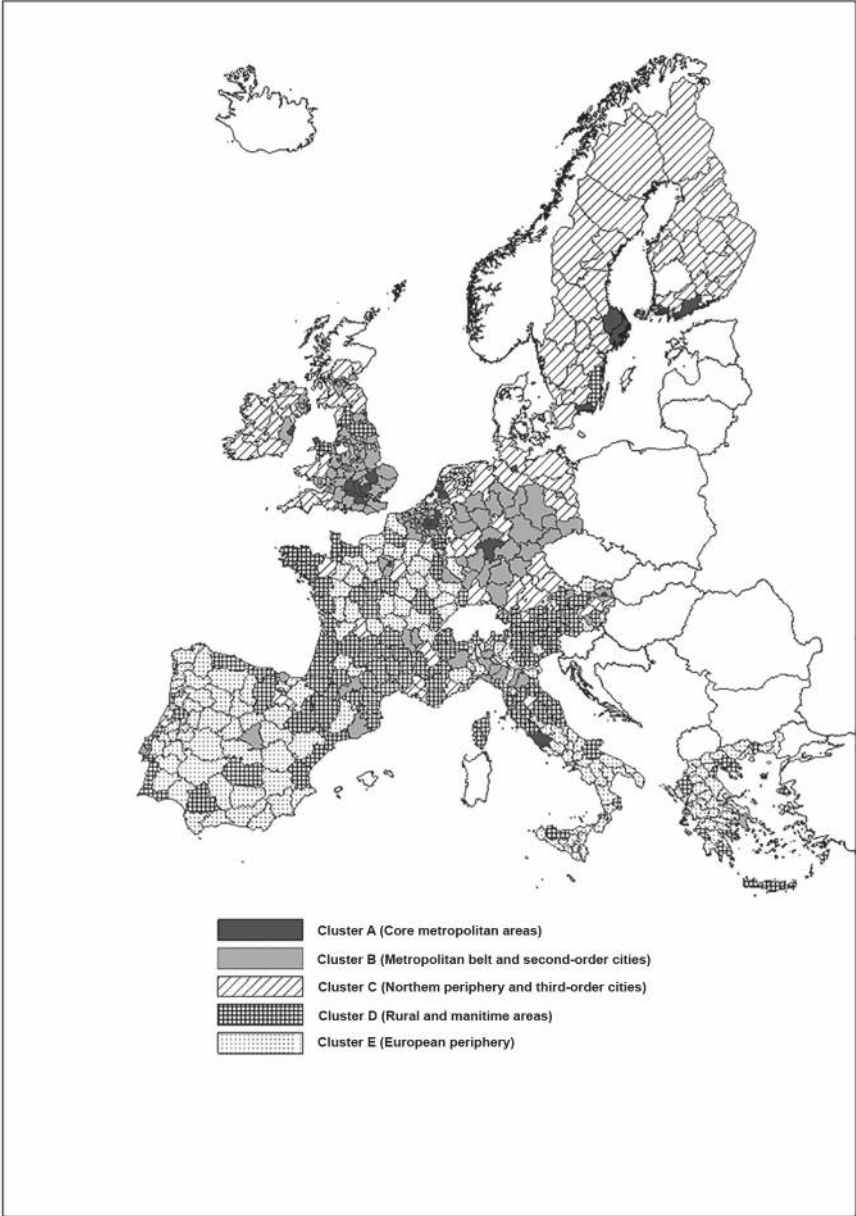 Cluster A (Core metropolitan areas)
Cluster B (Metropolitan belt and second-order cities)
Cluster C (Northem periphery and third-order cities)
Cluster D (Rural and manitime areas)
Cluster E (European periphery)